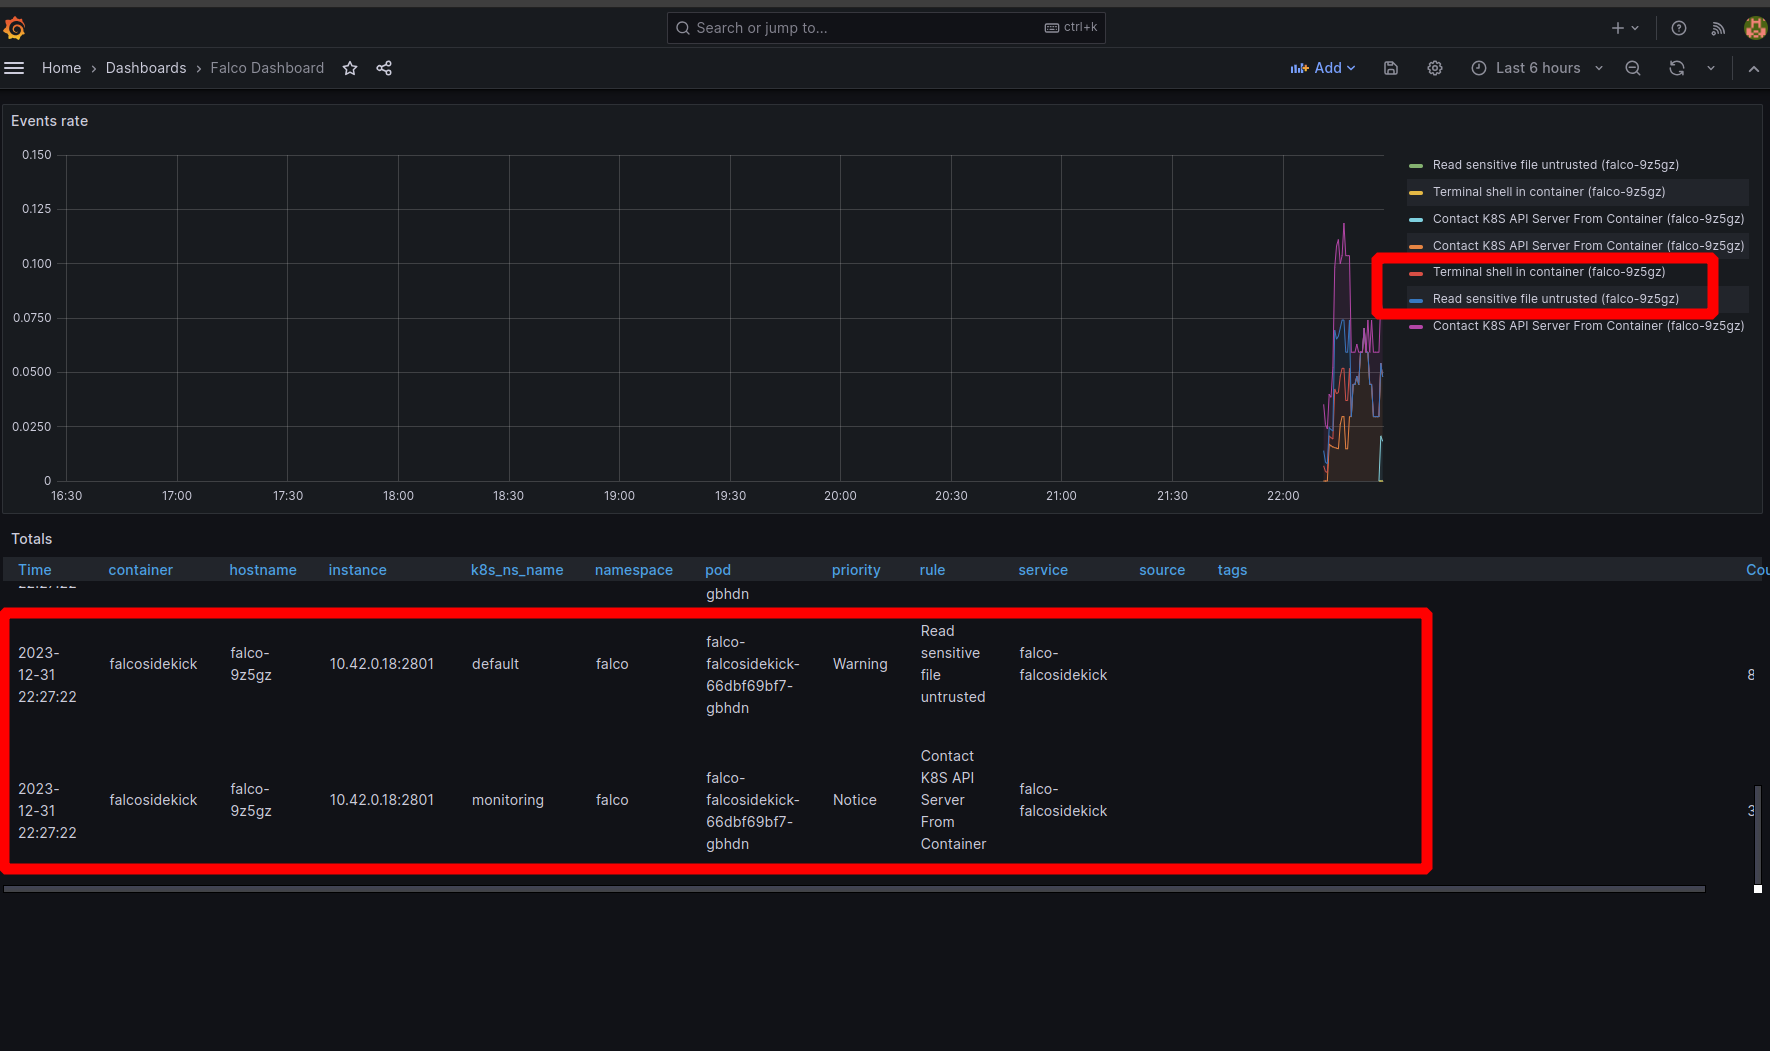 Search or jump to...
ctrl+k
Home › Dashboards › Falco Dashboard
Add
Last 6 hours
Events rate
0.150
0.125
0.100
0.0750
0.0500
0.0250
0
16:30 17:00 17:30 18:00 18:30 19:00 19:30 20:00 20:30 21:00 21:30 22:00
Read sensitive file untrusted (falco-9z5gz)
Terminal shell in container (falco-9z5gz)
Contact K8S API Server From Container (falco-9z5gz)
Contact K8S API Server From Container (falco-9z5gz)
Terminal shell in container (falco-9z5gz)
Read sensitive file untrusted (falco-9z5gz)
Contact K8S API Server From Container (falco-9z5gz)
Totals
Time container hostname instance k8s_ns_name namespace pod priority rule service source tags Cou
gbhdn
2023-
12-31
22:27:22
falcosidekick
falco-
9z5gz
10.42.0.18:2801
default
falco
falco-
falcosidekick-
66dbf69bf7-
gbhdn
Warning
Read
sensitive
file
untrusted
falco-
falcosidekick
8
2023-
12-31
22:27:22
falcosidekick
falco-
9z5gz
10.42.0.18:2801
monitoring
falco
falco-
falcosidekick-
66dbf69bf7-
gbhdn
Notice
Contact
K8S API
Server
From
Container
falco-
falcosidekick
3